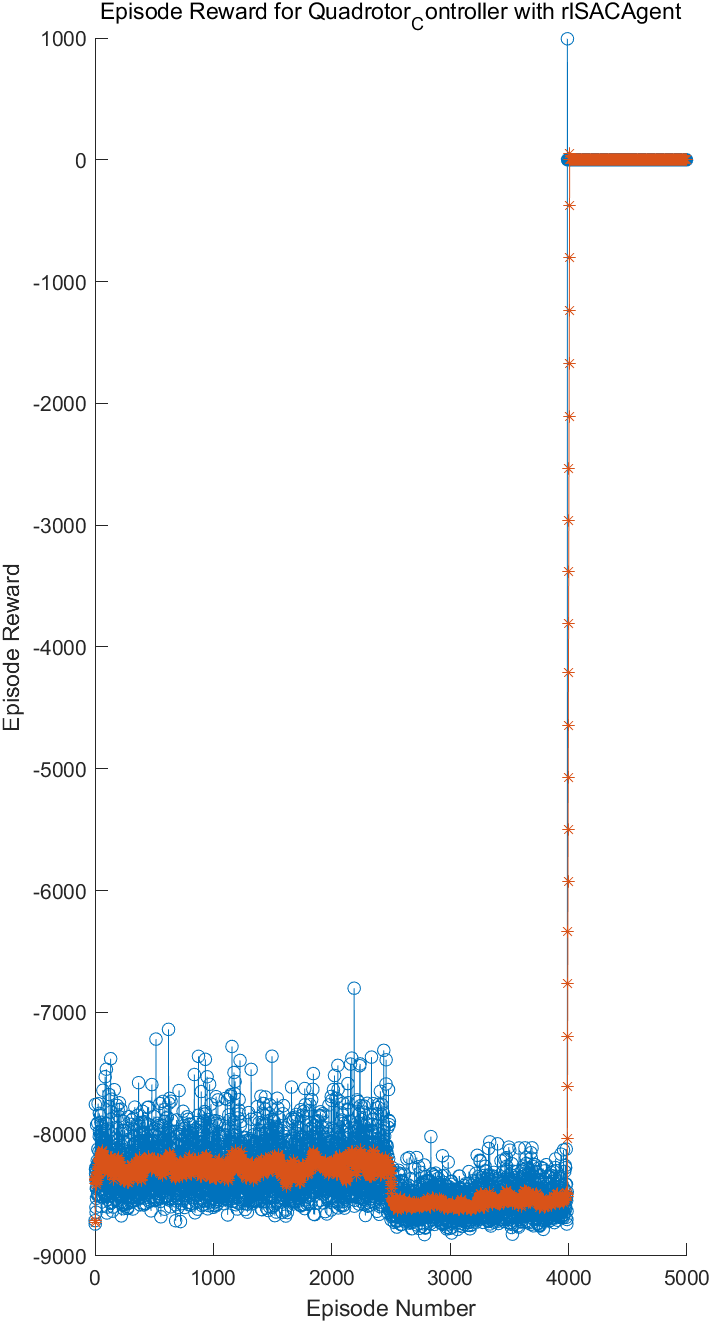 Episode Reward for Quadrotor_Controller with rlSACAgent
1000
0
-1000
-2000
-3000
-4000
-5000
-6000
-7000
-8000
-9000
Episode Reward
0 1000 2000 3000 4000 5000
Episode Number